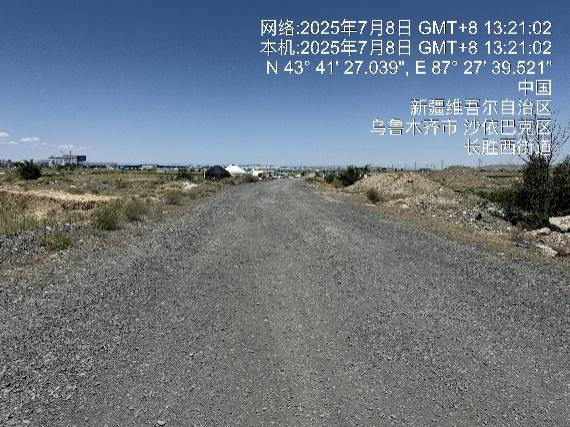 网络:2025年7月8日 GMT+8 13:21:02
本机:2025年7月8日 GMT+8 13:21:02
N 43° 41' 27.039", E 87° 27' 39.521"
中国
新疆维吾尔自治区
乌鲁木齐市 沙依巴克区
长胜西街道